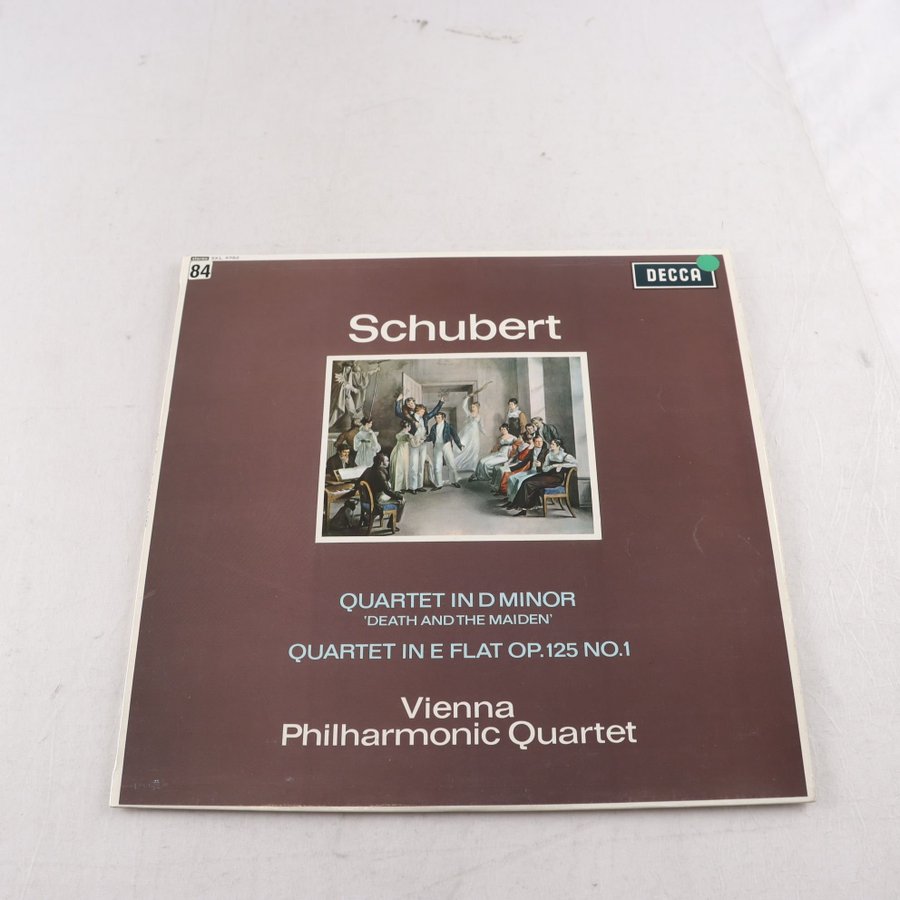 stereo
84
DECCA
Schubert
QUARTET IN D MINOR
'DEATH AND THE MAIDEN'
QUARTET IN E FLAT OP.125 NO.1
Vienna
Philharmonic Quartet